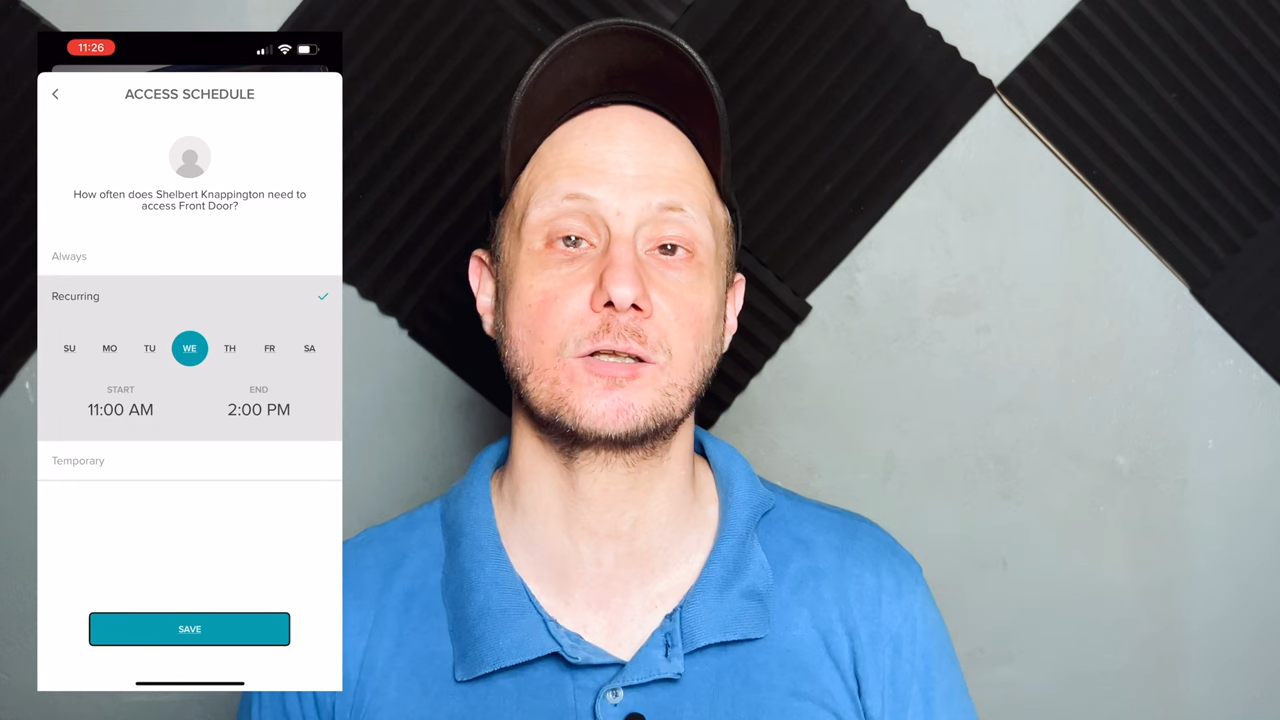 11:26
ACCESS SCHEDULE
How often does Shelbert Knappington need to
access Front Door?
Always
Recurring
SU MO TU WE TH FR SA
START END
11:00 AM 2:00 PM
Temporary
SAVE